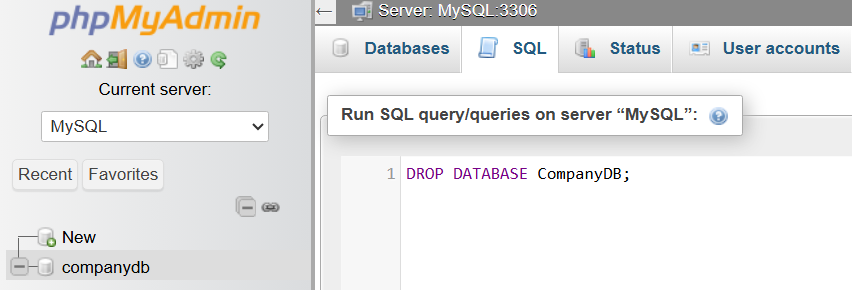 phpMyAdmin
Current server:
MySQL
Recent Favorites
New
companydb
Server: MySQL:3306
Databases SQL Status User accounts
Run SQL query/queries on server “MySQL”:
1 DROP DATABASE CompanyDB;